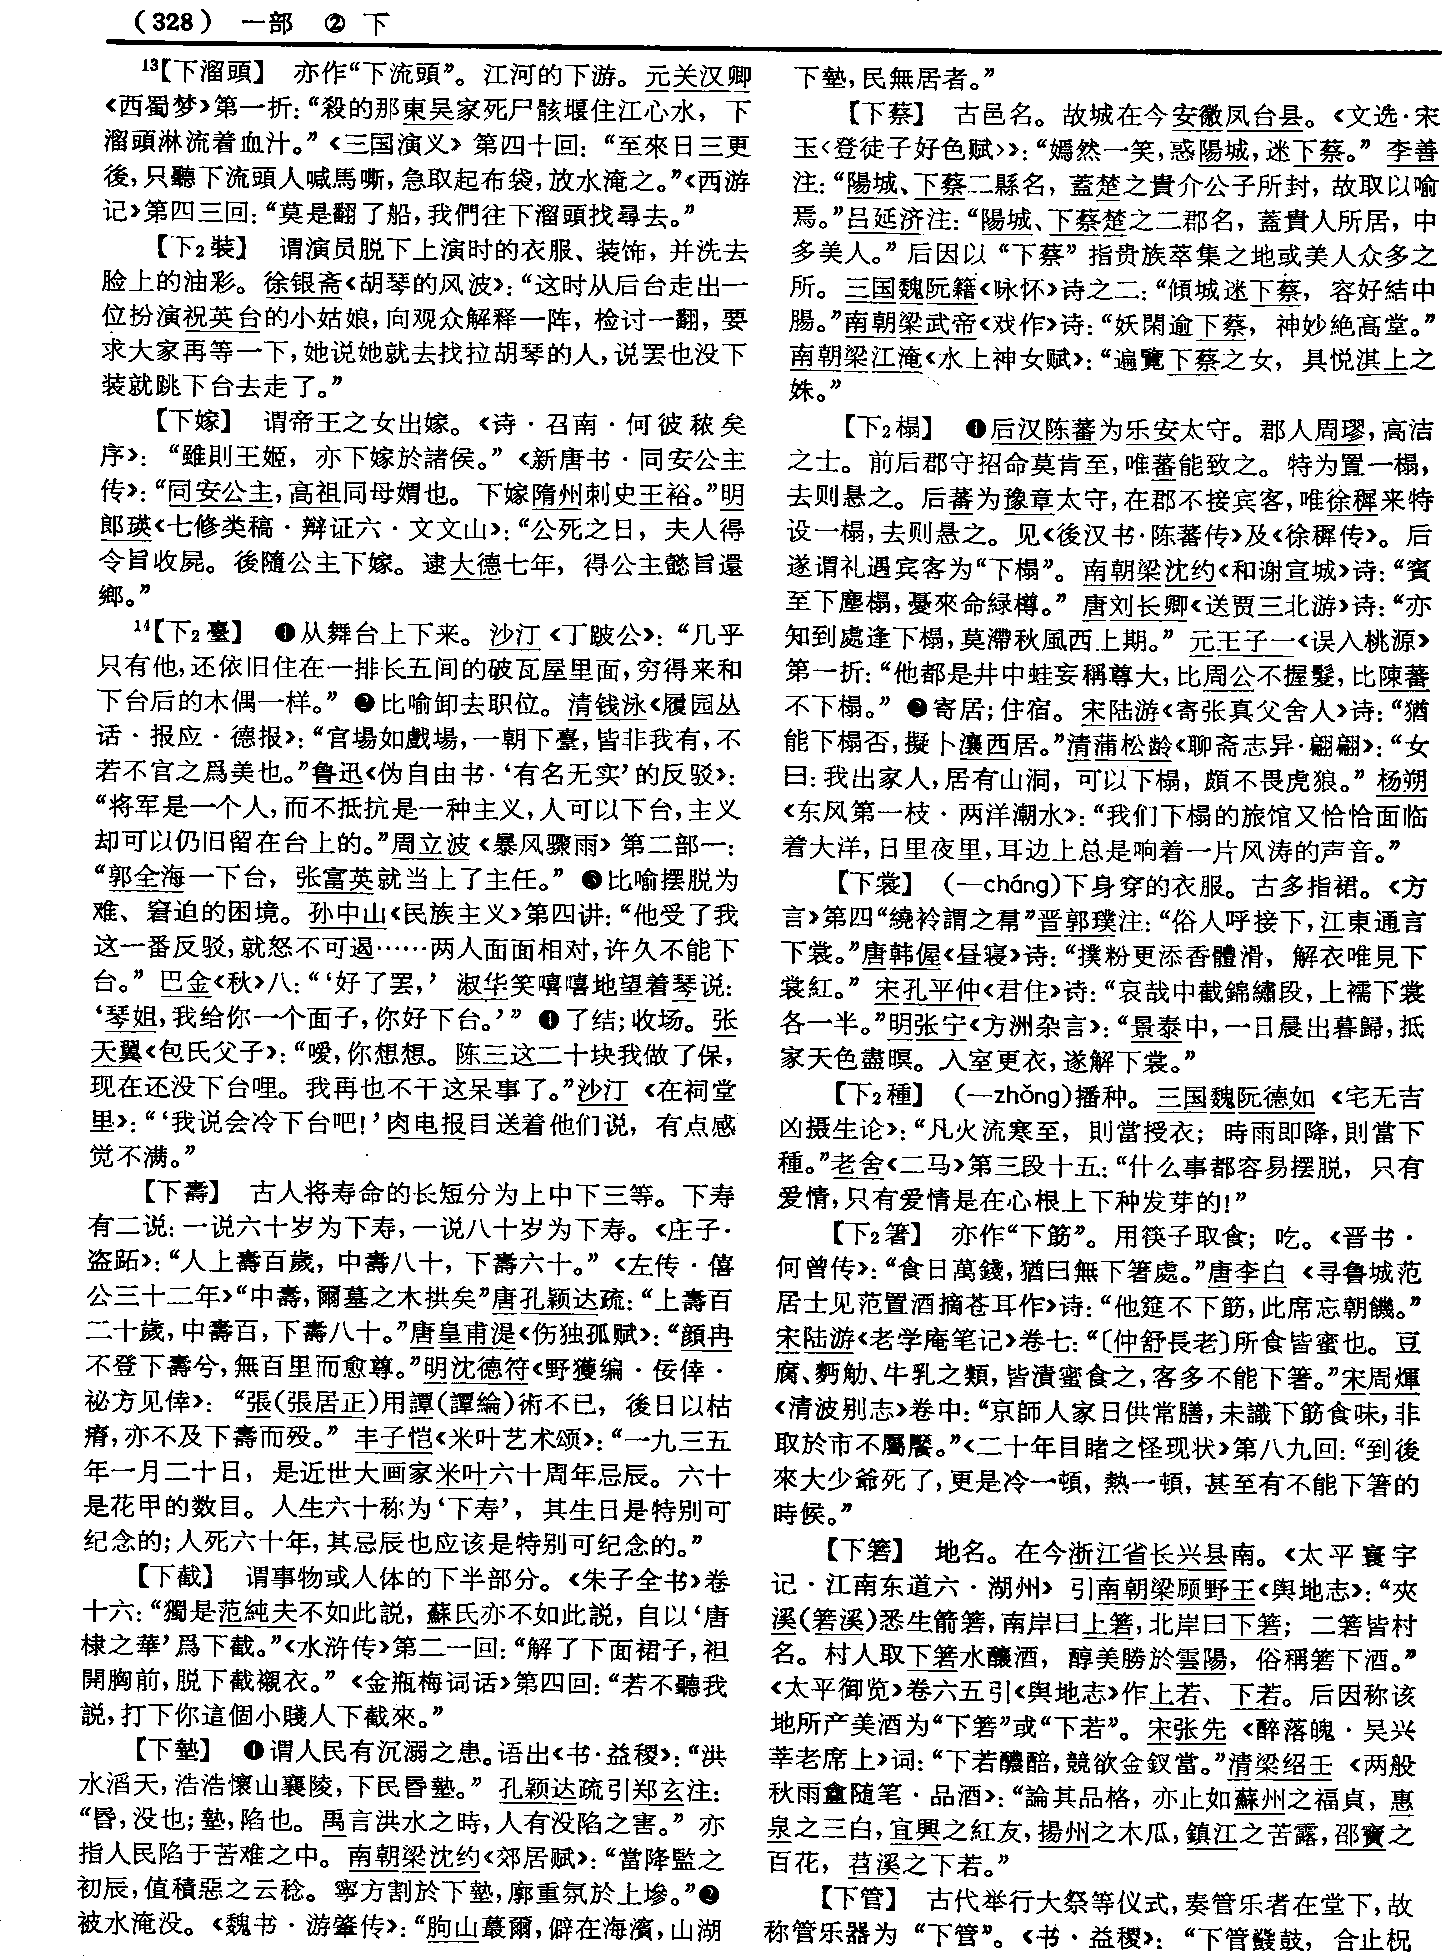 （328） 一部 ② 下
13【下溜頭】 亦作“下流頭”。江河的下游。元关汉卿
《西蜀梦》第一折：“殺的那東吴家死尸骸堰住江心水，下
溜頭淋流着血汁。”《三国演义》第四十回：“至來日三更
後，只聽下流頭人喊馬嘶，急取起布袋，放水淹之。”《西游
记》第四三回：“莫是翻了船，我們往下溜頭找尋去。”
【下2裝】 谓演员脱下上演时的衣服、装饰，并洗去
脸上的油彩。徐银斋《胡琴的风波》：“这时从后台走出一
位扮演祝英台的小姑娘，向观众解释一阵，检讨一翻，要
求大家再等一下，她说她就去找拉胡琴的人，说罢也没下
装就跳下台去走了。”
【下嫁】 谓帝王之女出嫁。《诗·召南·何彼秾矣
序》：“雖則王姬，亦下嫁於諸侯。”《新唐书·同安公主
传》：“同安公主，高祖同母媦也。下嫁隋州刺史王裕。”明
郎瑛《七修类稿·辩证六·文文山》：“公死之日，夫人得
令旨收屍。後隨公主下嫁。逮大德七年，得公主懿旨還
鄉。”
14【下2臺】 ❶从舞台上下来。沙汀《丁跛公》：“几乎
只有他，还依旧住在一排长五间的破瓦屋里面，穷得来和
下台后的木偶一样。” ❷比喻卸去职位。清钱泳《履园丛
话·报应·德报》：“官場如戲場，一朝下臺，皆非我有，不
若不官之爲美也。”鲁迅《伪自由书·‘有名无实’的反驳》：
“将军是一个人，而不抵抗是一种主义，人可以下台，主义
却可以仍旧留在台上的。”周立波《暴风骤雨》第二部一：
“郭全海一下台，张富英就当上了主任。” ❸比喻摆脱为
难、窘迫的困境。孙中山《民族主义》第四讲：“他受了我
这一番反驳，就怒不可遏……两人面面相对，许久不能下
台。” 巴金《秋》八：“‘好了罢，’ 淑华笑嘻嘻地望着琴说：
‘琴姐，我给你一个面子，你好下台。’” ❹了结；收场。张
天翼《包氏父子》：“嗳，你想想。陈三这二十块我做了保，
现在还没下台哩。我再也不干这呆事了。”沙汀《在祠堂
里》：“‘我说会冷下台吧！’肉电报目送着他们说，有点感
觉不满。”
【下壽】 古人将寿命的长短分为上中下三等。下寿
有二说：一说六十岁为下寿，一说八十岁为下寿。《庄子·
盗跖》：“人上壽百歲，中壽八十，下壽六十。”《左传·僖
公三十二年》“中壽，爾墓之木拱矣”唐孔颖达疏：“上壽百
二十歲，中壽百，下壽八十。”唐皇甫湜《伤独孤赋》：“顔冉
不登下壽兮，無百里而愈尊。”明沈德符《野獲编·佞倖·
祕方见倖》：“張（張居正）用譚（譚綸）術不已，後日以枯
瘠，亦不及下壽而殁。” 丰子恺《米叶艺术颂》：“一九三五
年一月二十日，是近世大画家米叶六十周年忌辰。六十
是花甲的数目。人生六十称为‘下寿’，其生日是特别可
纪念的；人死六十年，其忌辰也应该是特别可纪念的。”
【下截】 谓事物或人体的下半部分。《朱子全书》卷
十六：“獨是范純夫不如此説，蘇氏亦不如此説，自以‘唐
棣之華’爲下截。”《水浒传》第二一回：“解了下面裙子，袒
開胸前，脱下截襯衣。”《金瓶梅词话》第四回：“若不聽我
説，打下你這個小賤人下截來。”
【下墊】 ❶谓人民有沉溺之患。语出《书·益稷》：“洪
水滔天，浩浩懷山襄陵，下民昏墊。” 孔颖达疏引郑玄注：
“昏，没也；墊，陷也。禹言洪水之時，人有没陷之害。” 亦
指人民陷于苦难之中。南朝梁沈约《郊居赋》：“當降監之
初辰，值積惡之云稔。寧方割於下墊，廓重氛於上墋。”❷
被水淹没。《魏书·游肇传》：“朐山蕞爾，僻在海濱，山湖
下墊，民無居者。”
【下蔡】 古邑名。故城在今安徽凤台县。《文选·宋
玉〈登徒子好色赋〉》：“嫣然一笑，惑陽城，迷下蔡。” 李善
注：“陽城、下蔡二縣名，蓋楚之貴介公子所封，故取以喻
焉。”吕延济注：“陽城、下蔡楚之二郡名，蓋貴人所居，中
多美人。” 后因以“下蔡”指贵族萃集之地或美人众多之
所。三国魏阮籍《咏怀》诗之二：“傾城迷下蔡，容好結中
腸。”南朝梁武帝《戏作》诗：“妖閑逾下蔡，神妙絶高堂。”
南朝梁江淹《水上神女赋》：“遍覽下蔡之女，具悦淇上之
姝。”
【下2榻】 ❶后汉陈蕃为乐安太守。郡人周璆，高洁
之士。前后郡守招命莫肯至，唯蕃能致之。特为置一榻，
去则悬之。后蕃为豫章太守，在郡不接宾客，唯徐穉来特
设一榻，去则悬之。见《後汉书·陈蕃传》及《徐穉传》。后
遂谓礼遇宾客为“下榻”。南朝梁沈约《和谢宣城》诗：“賓
至下塵榻，憂來命緑樽。” 唐刘长卿《送贾三北游》诗：“亦
知到處逢下榻，莫滯秋風西上期。” 元王子一《误入桃源》
第一折：“他都是井中蛙妄稱尊大，比周公不握髮，比陳蕃
不下榻。” ❷寄居；住宿。宋陆游《寄张真父舍人》诗：“猶
能下榻否，擬卜瀼西居。”清蒲松龄《聊斋志异·翩翩》：“女
曰：我出家人，居有山洞，可以下榻，頗不畏虎狼。” 杨朔
《东风第一枝·两洋潮水》：“我们下榻的旅馆又恰恰面临
着大洋，日里夜里，耳边上总是响着一片风涛的声音。”
【下裳】 （—cháng）下身穿的衣服。古多指裙。《方
言》第四“繞衿謂之帬”晋郭璞注：“俗人呼接下，江東通言
下裳。”唐韩偓《昼寝》诗：“撲粉更添香體滑，解衣唯見下
裳紅。” 宋孔平仲《君住》诗：“哀哉中截錦繡段，上襦下裳
各一半。”明张宁《方洲杂言》：“景泰中，一日晨出暮歸，抵
家天色盡暝。入室更衣，遂解下裳。”
【下2種】 （—zhǒng）播种。三国魏阮德如《宅无吉
凶摄生论》：“凡火流寒至，則當授衣；時雨即降，則當下
種。”老舍《二马》第三段十五：“什么事都容易摆脱，只有
爱情，只有爱情是在心根上下种发芽的！”
【下2箸】 亦作“下筯”。用筷子取食；吃。《晋书·
何曾传》：“食日萬錢，猶曰無下箸處。”唐李白《寻鲁城范
居士见范置酒摘苍耳作》诗：“他筵不下筯，此席忘朝饑。”
宋陆游《老学庵笔记》卷七：“〔仲舒長老〕所食皆蜜也。豆
腐、麪觔、牛乳之類，皆漬蜜食之，客多不能下箸。”宋周煇
《清波别志》卷中：“京師人家日供常膳，未識下筯食味，非
取於市不屬饜。”《二十年目睹之怪现状》第八九回：“到後
來大少爺死了，更是冷一頓，熱一頓，甚至有不能下箸的
時候。”
【下箬】 地名。在今浙江省长兴县南。《太平寰宇
记·江南东道六·湖州》引南朝梁顾野王《舆地志》：“夾
溪（箬溪）悉生箭箬，南岸曰上箬，北岸曰下箬；二箬皆村
名。村人取下箬水釀酒，醇美勝於雲陽，俗稱箬下酒。”
《太平御览》卷六五引《舆地志》作上若、下若。后因称该
地所产美酒为“下箬”或“下若”。宋张先《醉落魄·吴兴
莘老席上》词：“下若醲醅，競欲金釵當。”清梁绍壬《两般
秋雨盦随笔·品酒》：“論其品格，亦止如蘇州之福貞，惠
泉之三白，宜興之紅友，揚州之木瓜，鎮江之苦露，邵寳之
百花，苕溪之下若。”
【下管】 古代举行大祭等仪式，奏管乐者在堂下，故
称管乐器为“下管”。《书·益稷》：“下管鼗鼓，合止柷